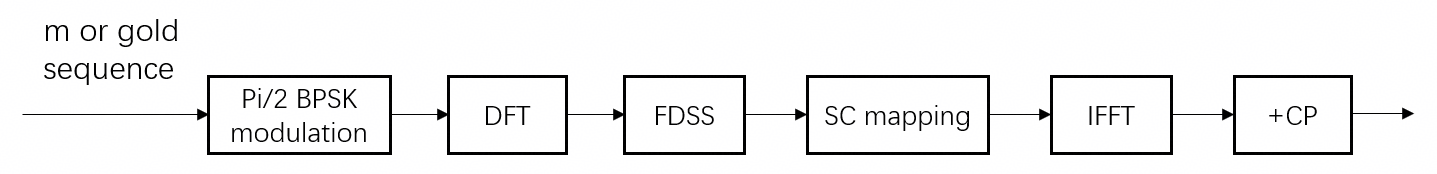 m or gold
sequence
Pi/2 BPSK
modulation
DFT
FDSS
SC mapping
IFFT
+CP